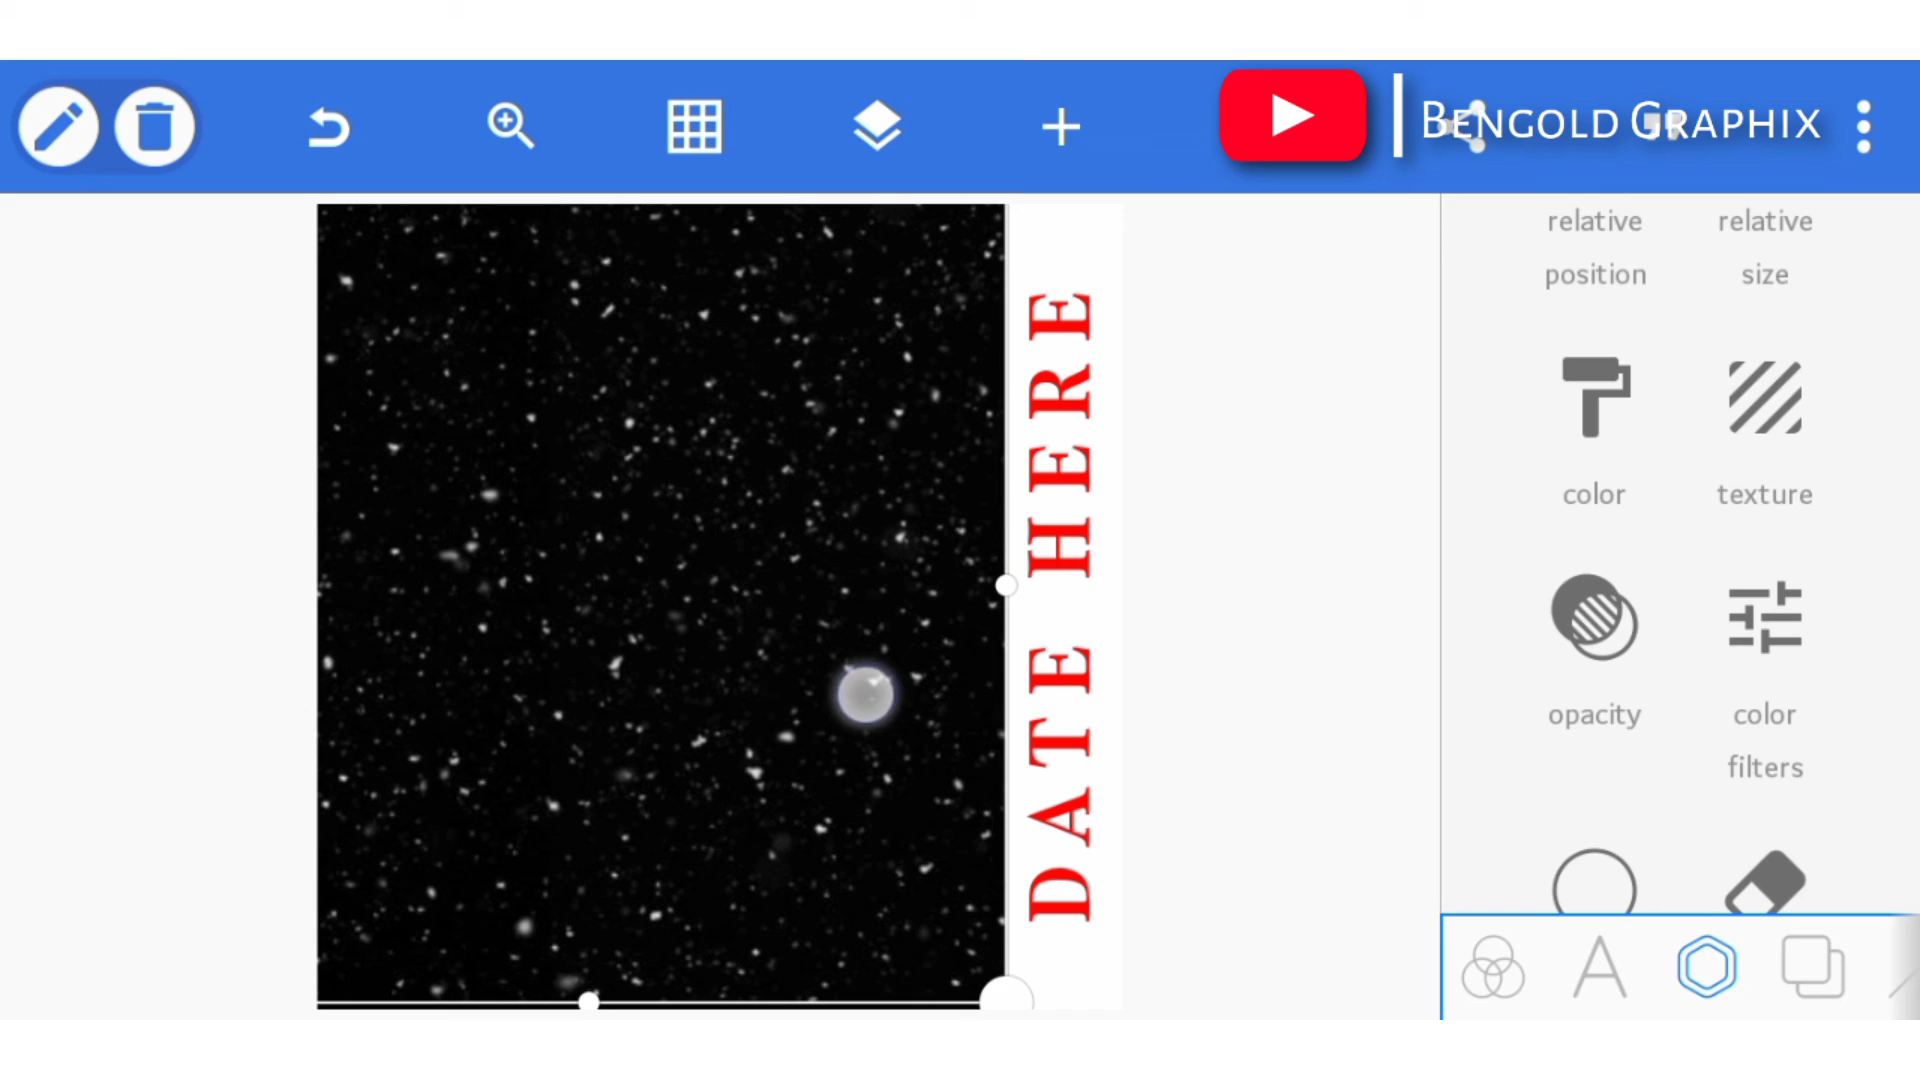 BENGOLD GRAPHIX
DATE HERE
relative
position
relative
size
color
texture
opacity
color
filters